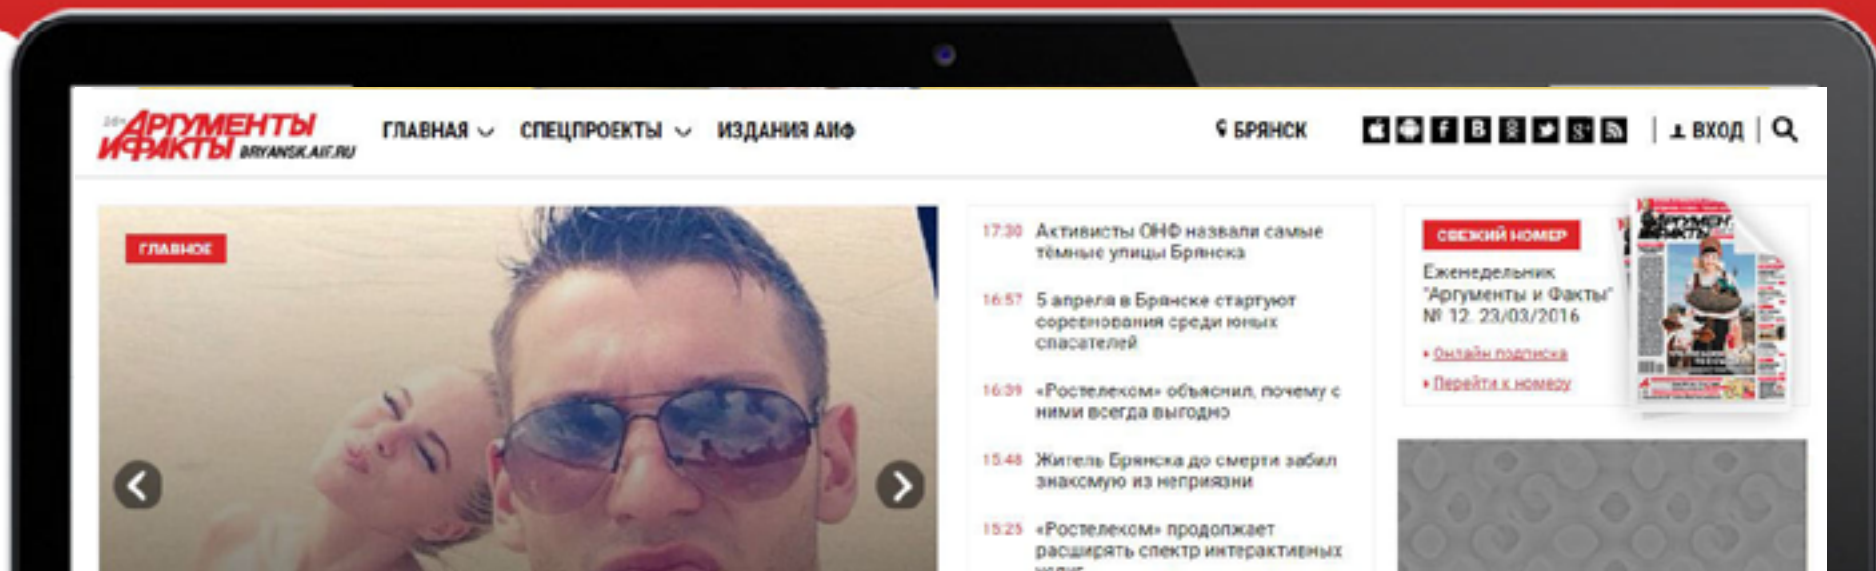 АРГУМЕНТЫ
И ФАКТЫ BRYANSK.AIF.RU
ГЛАВНАЯ СПЕЦПРОЕКТЫ ИЗДАНИЯ АИФ
БРЯНСК
ВХОД
ГЛАВНОЕ
17:30 Активисты ОНФ назвали самые
тёмные улицы Брянска
16:57 5 апреля в Брянске стартуют
соревнования среди юных
спасателей
16:39 «Ростелеком» объяснил, почему с
ними всегда выгодно
15:48 Житель Брянска до смерти забил
знакомую из неприязни
15:25 «Ростелеком» продолжает
расширять спектр интерактивных
СВЕЖИЙ НОМЕР
Еженедельник
"Аргументы и Факты"
№ 12. 23/03/2016
Онлайн подписка
Перейти к номеру